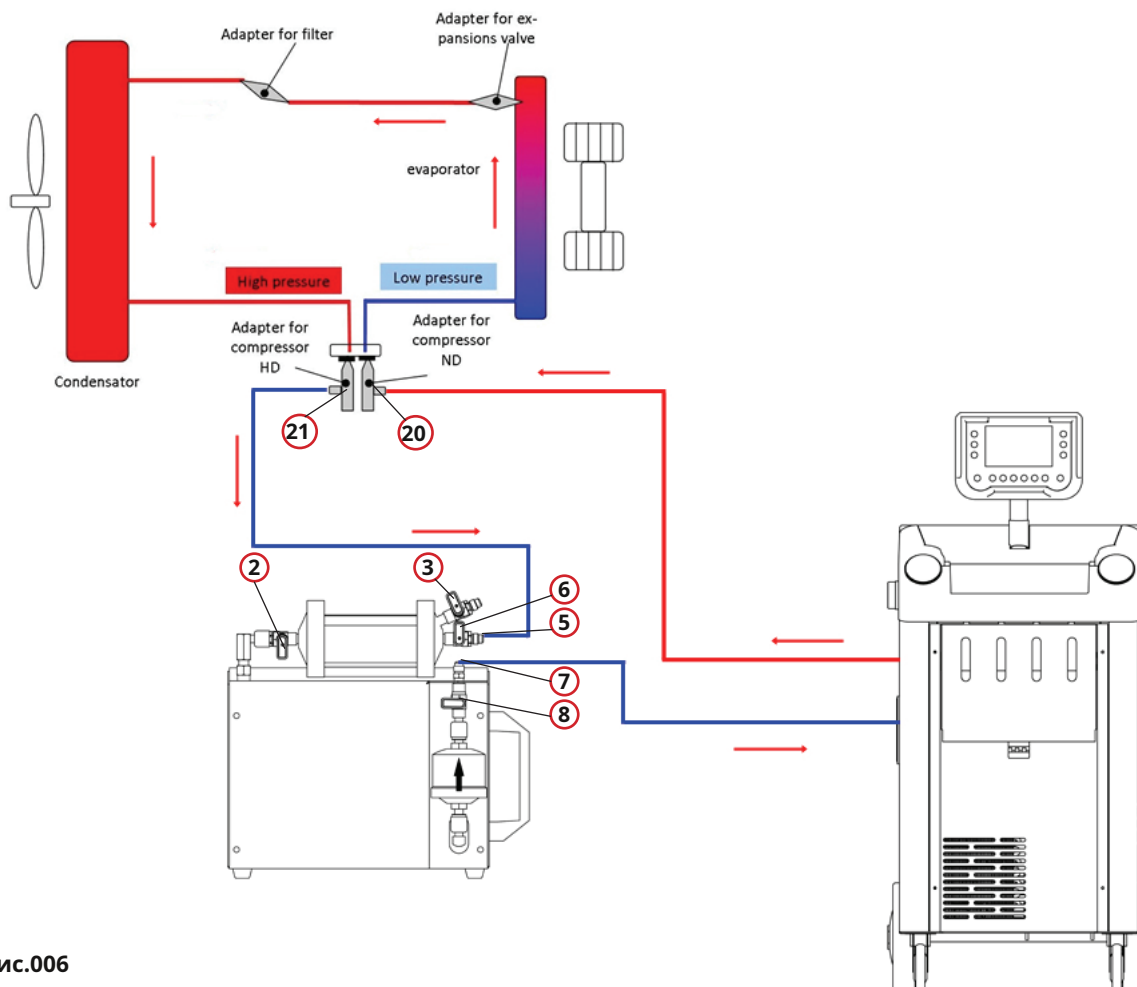 Adapter for filter
Adapter for ex-
pansions valve
evaporator
High pressure
Low pressure
Adapter for
compressor
HD
Adapter for
compressor
ND
Condensator
21
20
2
3
6
5
7
8
ис.006